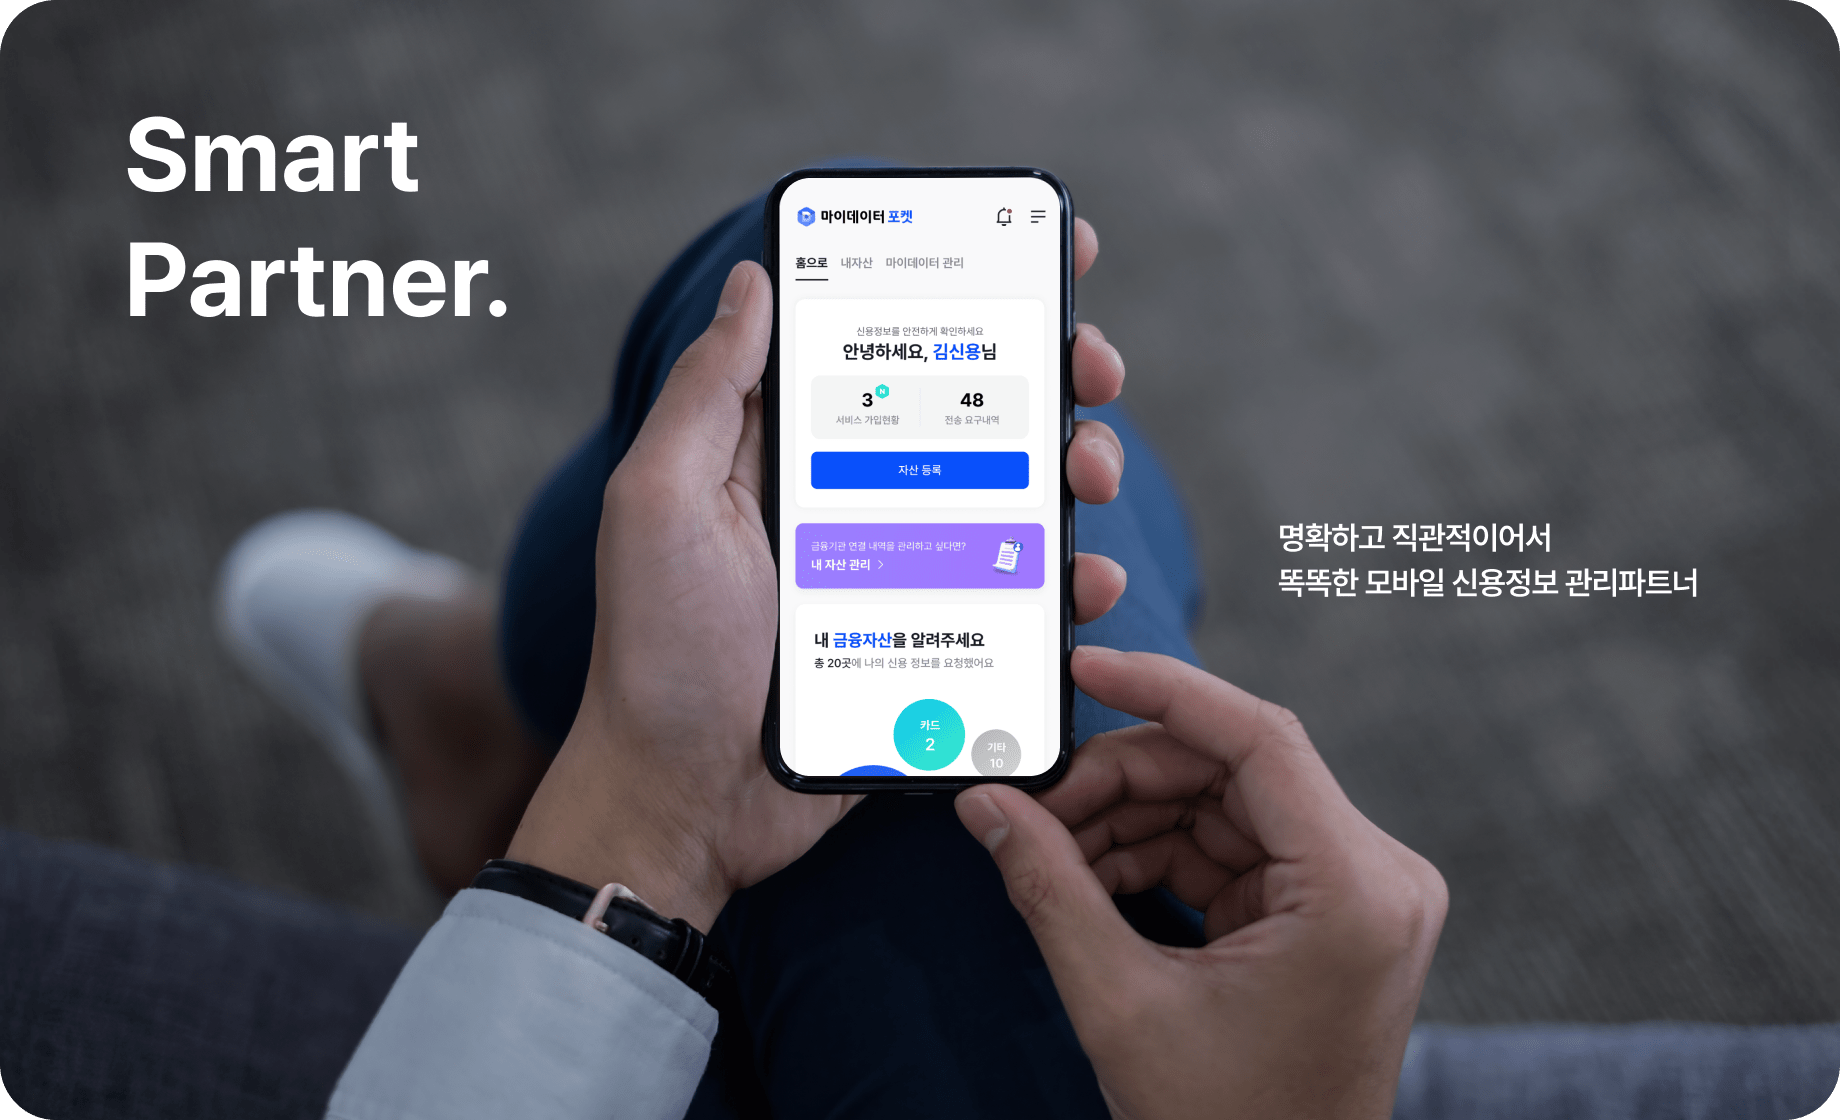 Smart
Partner.
마이데이터 포켓
홈으로 내자산 마이데이터 관리
신용정보를 안전하게 확인하세요
안녕하세요, 김신용님
3 N 48
서비스 가입현황 전송 요구내역
자산 등록
금융기관 연결 내역을 관리하고 싶다면?
내 자산 관리 >
내 금융자산을 알려주세요
총 20곳에 나의 신용 정보를 요청했어요
카드
2
기타
10
명확하고 직관적이어서
똑똑한 모바일 신용정보 관리파트너